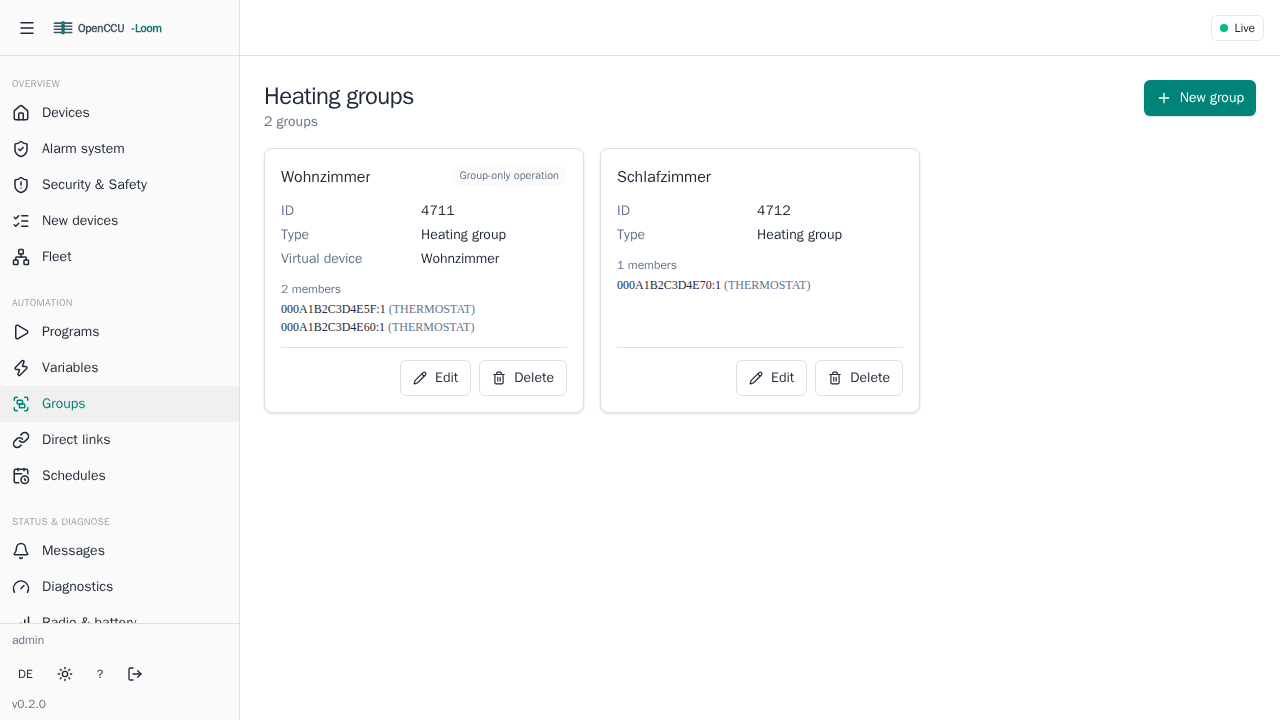 OpenCCU -Loom
Live
OVERVIEW
Devices
Alarm system
Security & Safety
New devices
Fleet
AUTOMATION
Programs
Variables
Groups
Direct links
Schedules
STATUS & DIAGNOSE
Messages
Diagnostics
Radio & battery
admin
DE
?
v0.2.0
Heating groups
2 groups
New group
Wohnzimmer
Group-only operation
ID 4711
Type Heating group
Virtual device Wohnzimmer
2 members
000A1B2C3D4E5F:1 (THERMOSTAT)
000A1B2C3D4E60:1 (THERMOSTAT)
Edit Delete
Schlafzimmer
ID 4712
Type Heating group
1 members
000A1B2C3D4E70:1 (THERMOSTAT)
Edit Delete